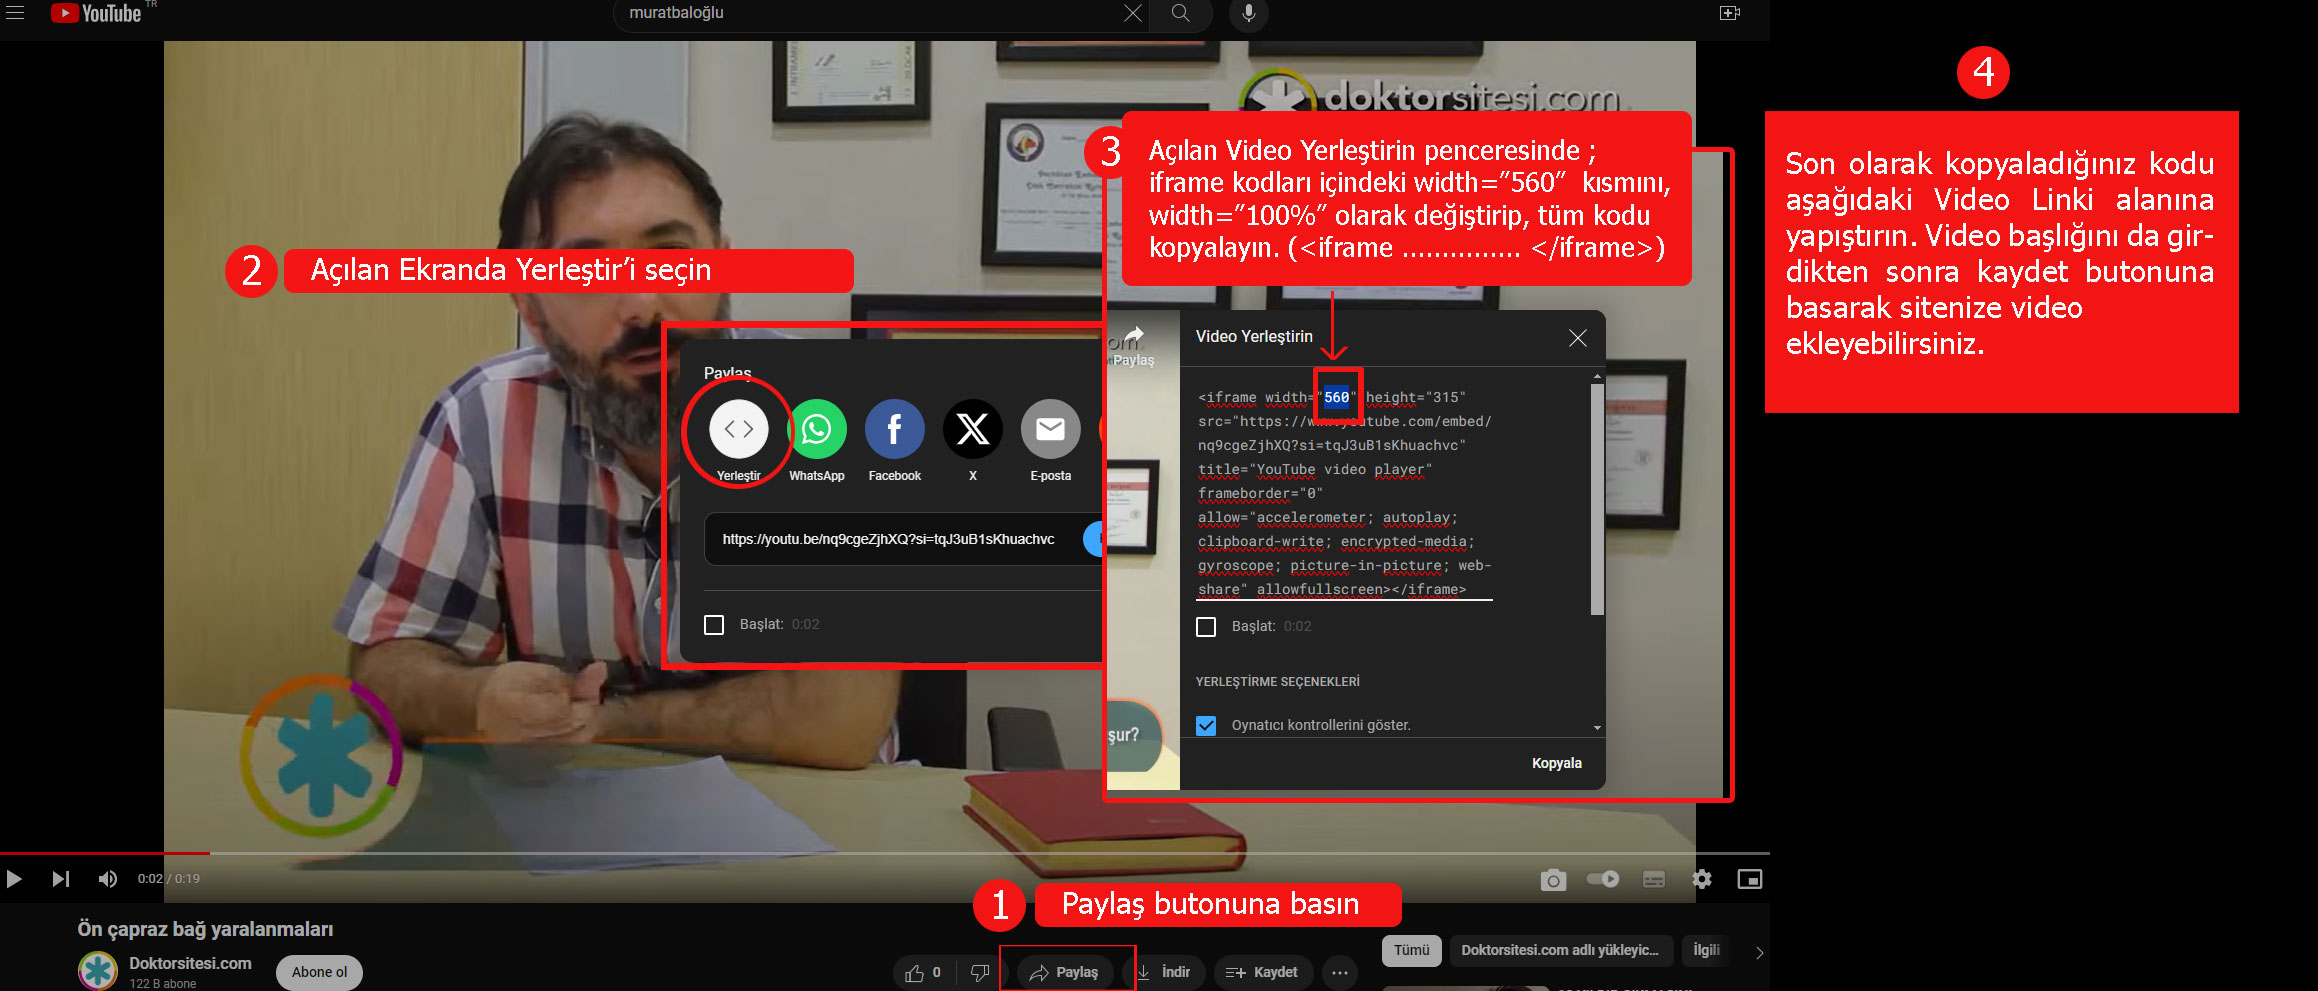 YouTube TR
muratbaloğlu
doktorsitesi.com
4
Son olarak kopyaladığınız kodu
aşağıdaki Video Linki alanına
yapıştırın. Video başlığını da gir-
dikten sonra kaydet butonuna
basarak sitenize video
ekleyebilirsiniz.
3
Açılan Video Yerleştirin penceresinde ;
iframe kodları içindeki width=”560” kısmını,
width=”100%” olarak değiştirip, tüm kodu
kopyalayın. (<iframe ............... </iframe>)
2
Açılan Ekranda Yerleştir’i seçin
Paylaş
Yerleştir
WhatsApp
Facebook
X
E-posta
https://youtu.be/nq9cgeZjhXQ?si=tqJ3uB1sKhuachvc
Başlat: 0:02
om.
Paylaş
Video Yerleştirin
<iframe width="560" height="315"
src="https://www.youtube.com/embed/
nq9cgeZjhXQ?si=tqJ3uB1sKhuachvc"
title="YouTube video player"
frameborder="0"
allow="accelerometer; autoplay;
clipboard-write; encrypted-media;
gyroscope; picture-in-picture; web-
share" allowfullscreen></iframe>
Başlat: 0:02
YERLEŞTİRME SEÇENEKLERİ
Oynatıcı kontrollerini göster.
Kopyala
şur?
0:02 / 0:19
1
Paylaş butonuna basın
Ön çapraz bağ yaralanmaları
Doktorsitesi.com
122 B abone
Abone ol
0
Paylaş
İndir
Kaydet
Tümü
Doktorsitesi.com adlı yükleyic...
İlgili